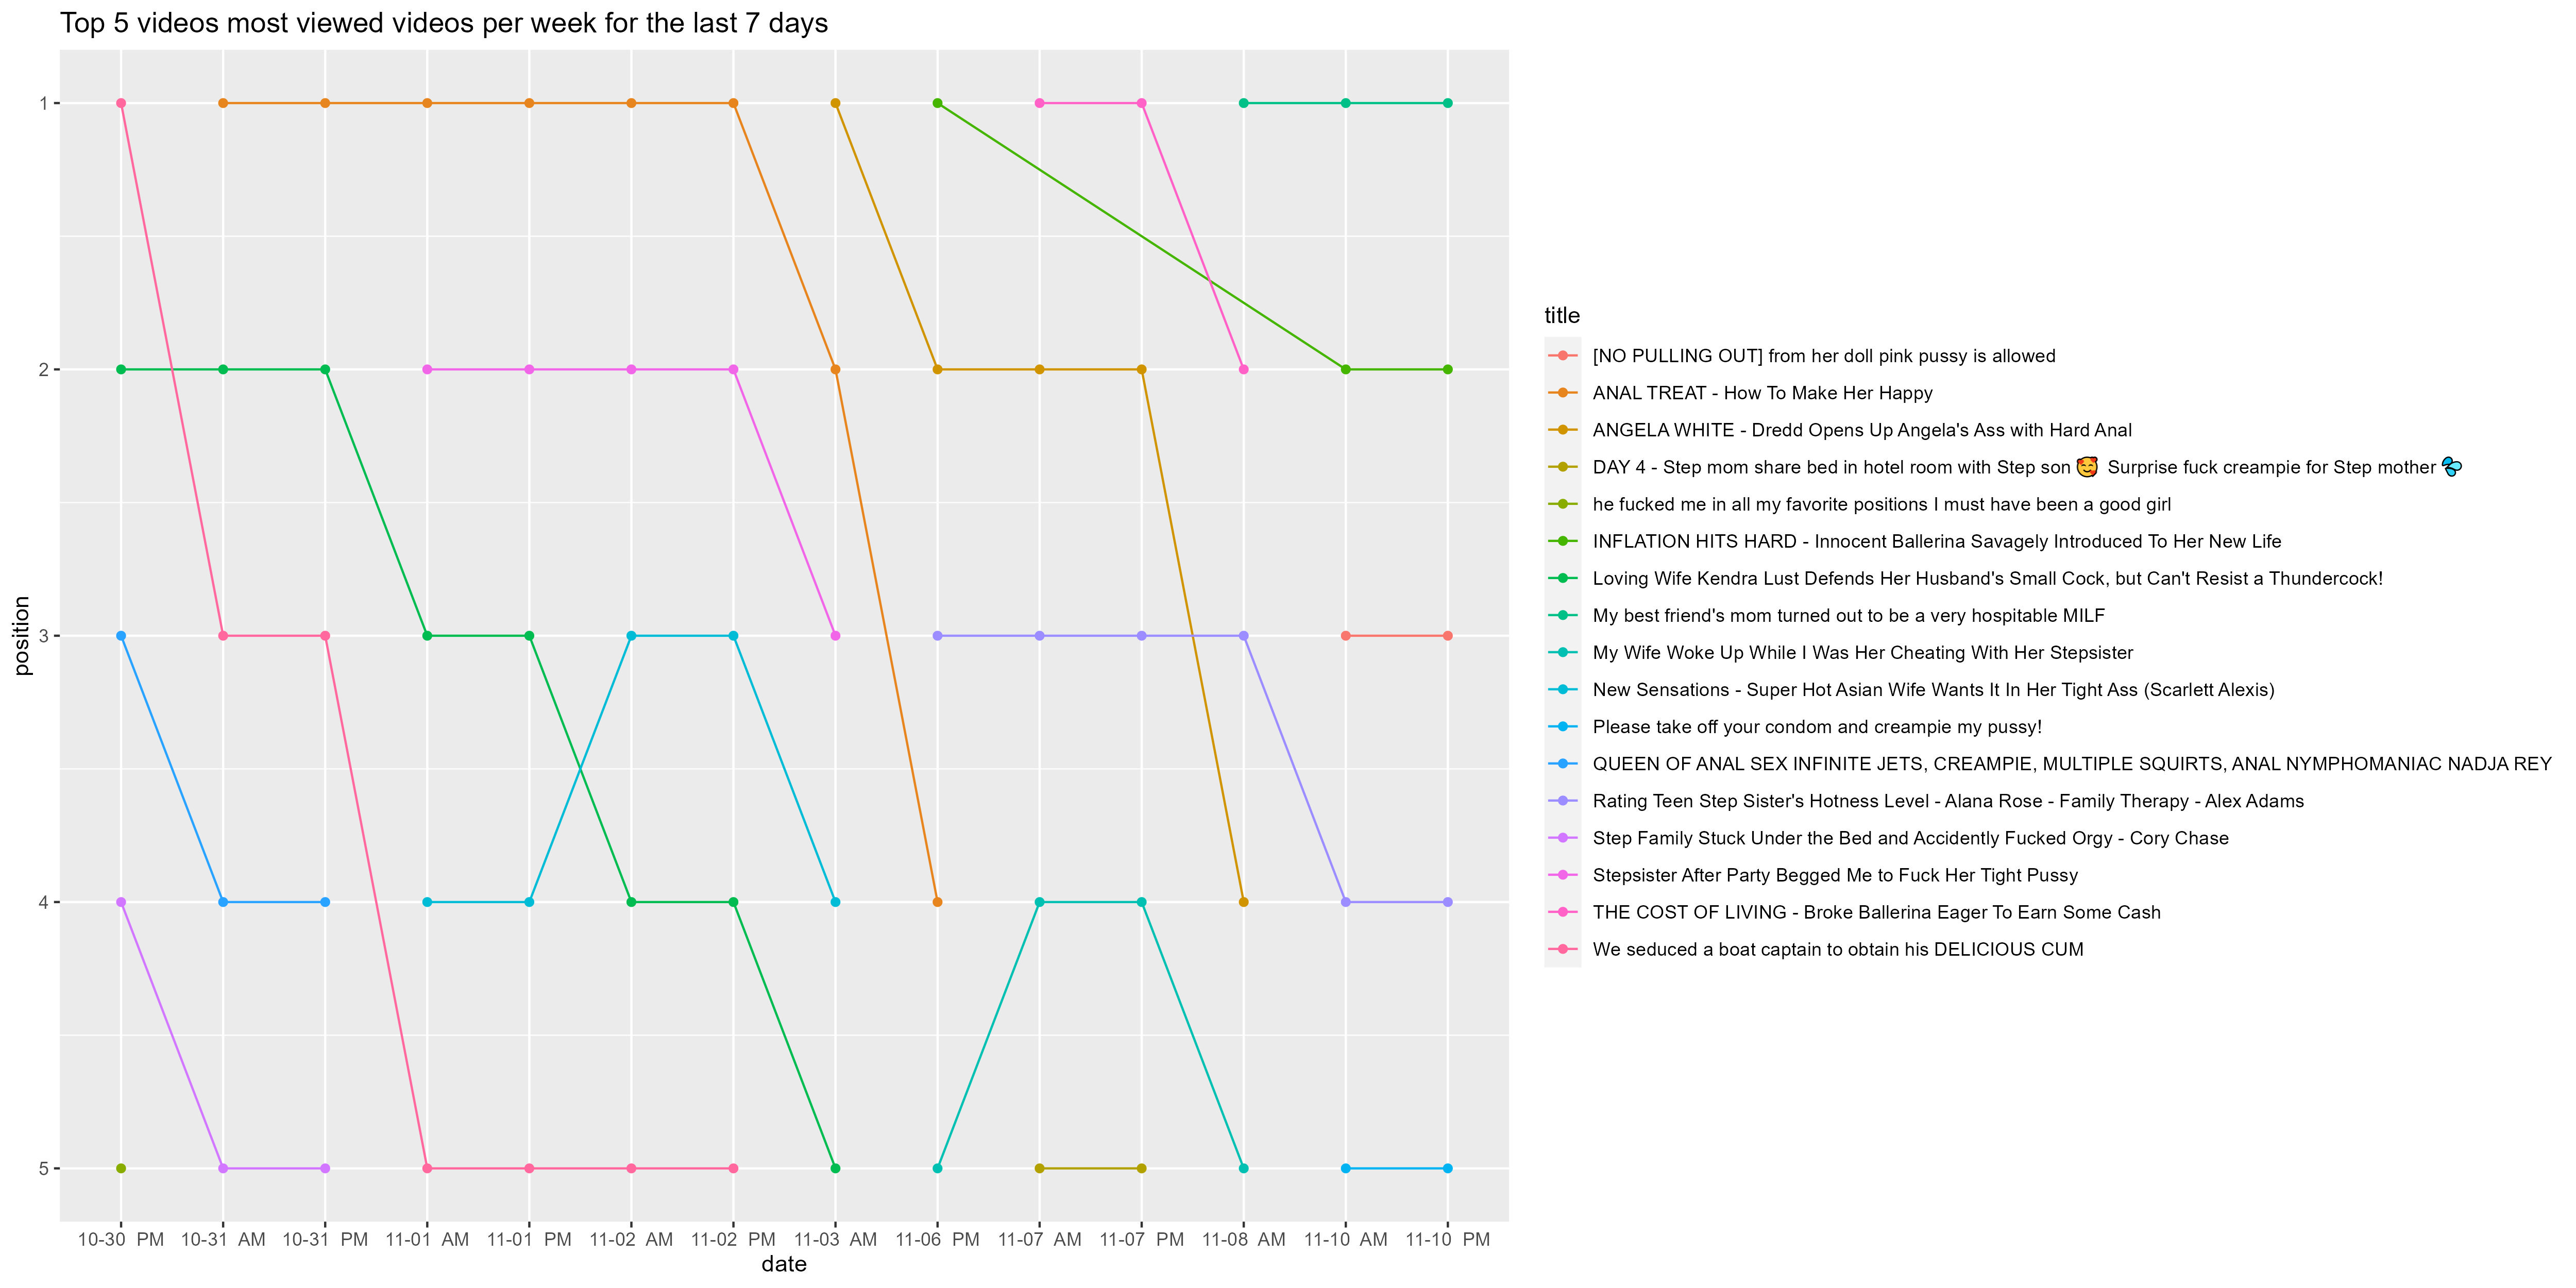 Top 5 videos most viewed videos per week for the last 7 days
position
1
2
3
4
5
10-30 PM 10-31 AM 10-31 PM 11-01 AM 11-01 PM 11-02 AM 11-02 PM 11-03 AM 11-06 PM 11-07 AM 11-07 PM 11-08 AM 11-10 AM 11-10 PM
date
title
[NO PULLING OUT] from her doll pink pussy is allowed
ANAL TREAT - How To Make Her Happy
ANGELA WHITE - Dredd Opens Up Angela's Ass with Hard Anal
DAY 4 - Step mom share bed in hotel room with Step son 🥰 Surprise fuck creampie for Step mother 💦
he fucked me in all my favorite positions I must have been a good girl
INFLATION HITS HARD - Innocent Ballerina Savagely Introduced To Her New Life
Loving Wife Kendra Lust Defends Her Husband's Small Cock, but Can't Resist a Thundercock!
My best friend's mom turned out to be a very hospitable MILF
My Wife Woke Up While I Was Her Cheating With Her Stepsister
New Sensations - Super Hot Asian Wife Wants It In Her Tight Ass (Scarlett Alexis)
Please take off your condom and creampie my pussy!
QUEEN OF ANAL SEX INFINITE JETS, CREAMPIE, MULTIPLE SQUIRTS, ANAL NYMPHOMANIAC NADJA REY
Rating Teen Step Sister's Hotness Level - Alana Rose - Family Therapy - Alex Adams
Step Family Stuck Under the Bed and Accidently Fucked Orgy - Cory Chase
Stepsister After Party Begged Me to Fuck Her Tight Pussy
THE COST OF LIVING - Broke Ballerina Eager To Earn Some Cash
We seduced a boat captain to obtain his DELICIOUS CUM